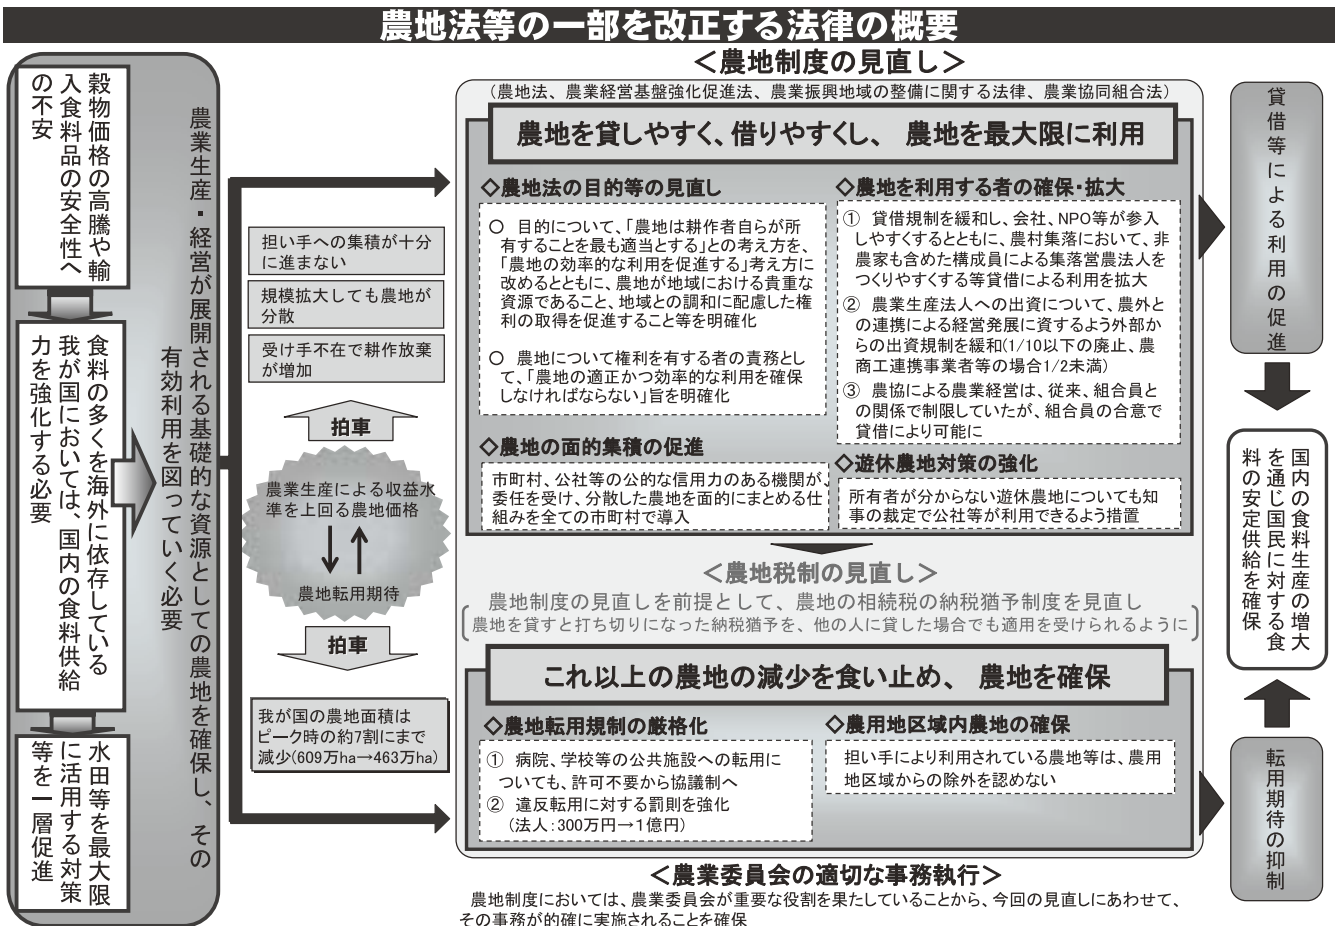 農地法等の一部を改正する法律の概要
穀物価格の高騰や輸
入食料品の安全性へ
の不安
食料の多くを海外に依存している
我が国においては、国内の食料供給
力を強化する必要
水田等を最大限
に活用する対策
等を一層促進
農業生産・経営が展開される基礎的な資源としての農地を確保し、その
有効利用を図っていく必要
担い手への集積が十分
に進まない
規模拡大しても農地が
分散
受け手不在で耕作放棄
が増加
拍車
農業生産による収益水
準を上回る農地価格
農地転用期待
拍車
我が国の農地面積は
ピーク時の約7割にまで
減少(609万ha→463万ha)
＜農地制度の見直し＞
（農地法、農業経営基盤強化促進法、農業振興地域の整備に関する法律、農業協同組合法）
農地を貸しやすく、借りやすくし、 農地を最大限に利用
◇農地法の目的等の見直し
○ 目的について、「農地は耕作者自らが所
有することを最も適当とする」との考え方を、
「農地の効率的な利用を促進する」考え方に
改めるとともに、農地が地域における貴重な
資源であること、地域との調和に配慮した権
利の取得を促進すること等を明確化
○ 農地について権利を有する者の責務とし
て、「農地の適正かつ効率的な利用を確保
しなければならない」旨を明確化
◇農地の面的集積の促進
市町村、公社等の公的な信用力のある機関が、
委任を受け、分散した農地を面的にまとめる仕
組みを全ての市町村で導入
◇農地を利用する者の確保・拡大
① 貸借規制を緩和し、会社、NPO等が参入
しやすくするとともに、農村集落において、非
農家も含めた構成員による集落営農法人を
つくりやすくする等貸借による利用を拡大
② 農業生産法人への出資について、農外と
の連携による経営発展に資するよう外部か
らの出資規制を緩和(1/10以下の廃止、農
商工連携事業者等の場合1/2未満)
③ 農協による農業経営は、従来、組合員と
の関係で制限していたが、組合員の合意で
貸借により可能に
◇遊休農地対策の強化
所有者が分からない遊休農地についても知
事の裁定で公社等が利用できるよう措置
＜農地税制の見直し＞
農地制度の見直しを前提として、農地の相続税の納税猶予制度を見直し
〔農地を貸すと打ち切りになった納税猶予を、他の人に貸した場合でも適用を受けられるように〕
これ以上の農地の減少を食い止め、 農地を確保
◇農地転用規制の厳格化
① 病院、学校等の公共施設への転用に
ついても、許可不要から協議制へ
② 違反転用に対する罰則を強化
(法人：300万円→1億円)
◇農用地区域内農地の確保
担い手により利用されている農地等は、農用
地区域からの除外を認めない
＜農業委員会の適切な事務執行＞
農地制度においては、農業委員会が重要な役割を果たしていることから、今回の見直しにあわせて、
その事務が的確に実施されることを確保
貸借等による利用の促進
国内の食料生産の増大
を通じ国民に対する食
料の安定供給を確保
転用期待の抑制